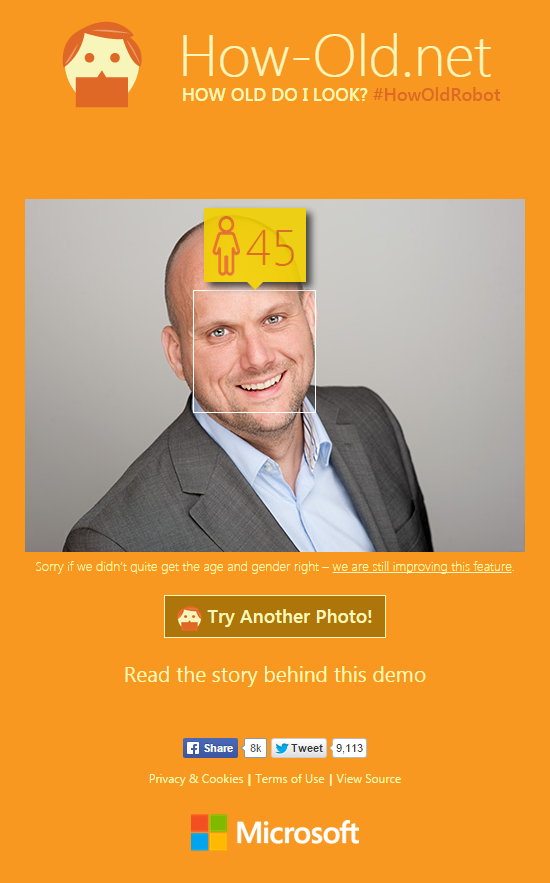 How-Old.net
HOW OLD DO I LOOK? #HowOldRobot
45
Sorry if we didn't quite get the age and gender right – we are still improving this feature.
Try Another Photo!
Read the story behind this demo
Share 8k Tweet 9,113
Privacy & Cookies | Terms of Use | View Source
Microsoft